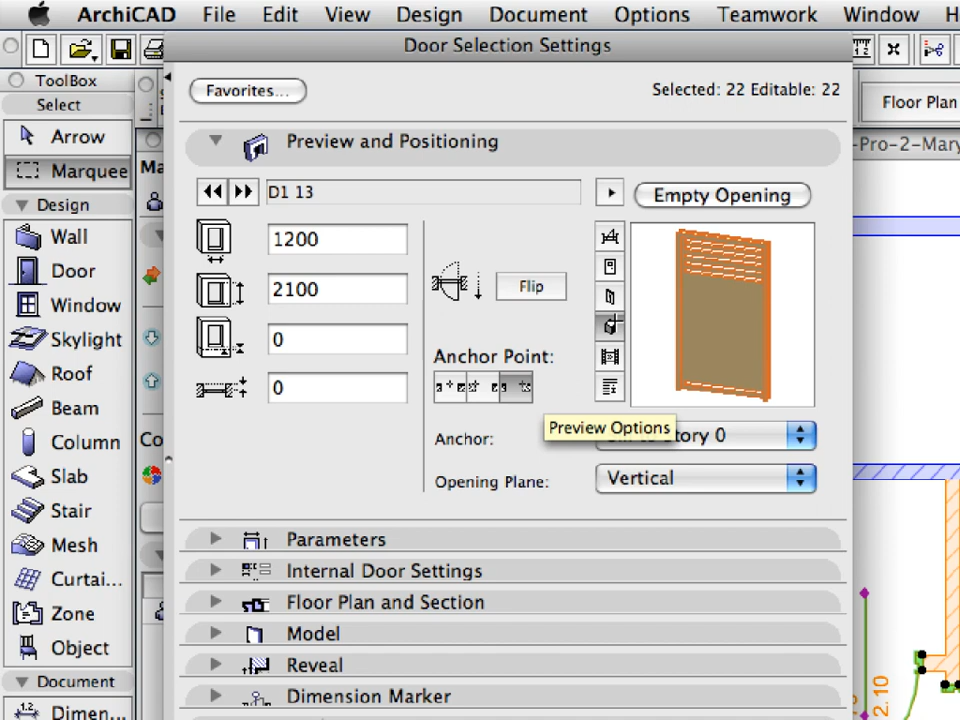 ArchiCAD File Edit View Design Document Options Teamwork Window H
Door Selection Settings
ToolBox
Select
Arrow
Marquee
Design
Wall
Door
Window
Skylight
Roof
Beam
Column
Slab
Stair
Mesh
Curtai...
Zone
Object
Document
Dimen...
Ma
Co
Favorites...
Selected: 22 Editable: 22
Preview and Positioning
D1 13
Empty Opening
1200
2100
0
0
Flip
Anchor Point:
Preview Options
Anchor:
Story 0
Opening Plane:
Vertical
Parameters
Internal Door Settings
Floor Plan and Section
Model
Reveal
Dimension Marker
Floor Plan
-Pro-2-Mary
2.10